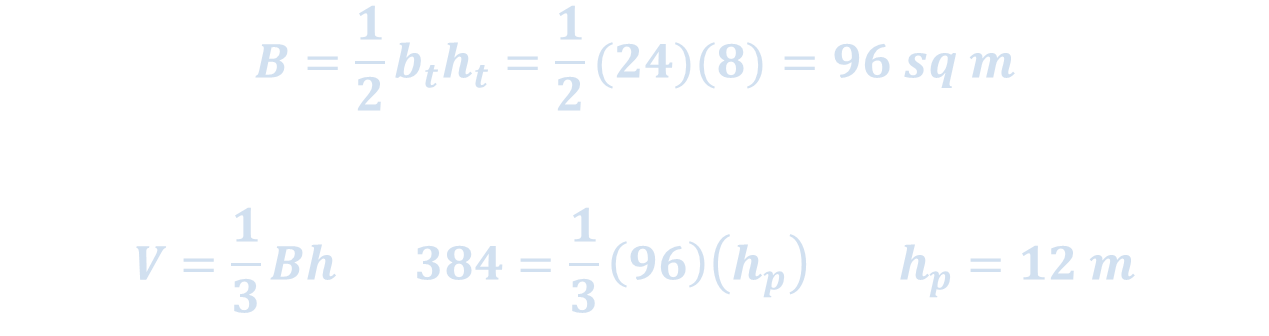 B = 1/2 b_t h_t = 1/2 (24)(8) = 96 sq m
V = 1/3 Bh    384 = 1/3 (96)(h_p)    h_p = 12 m